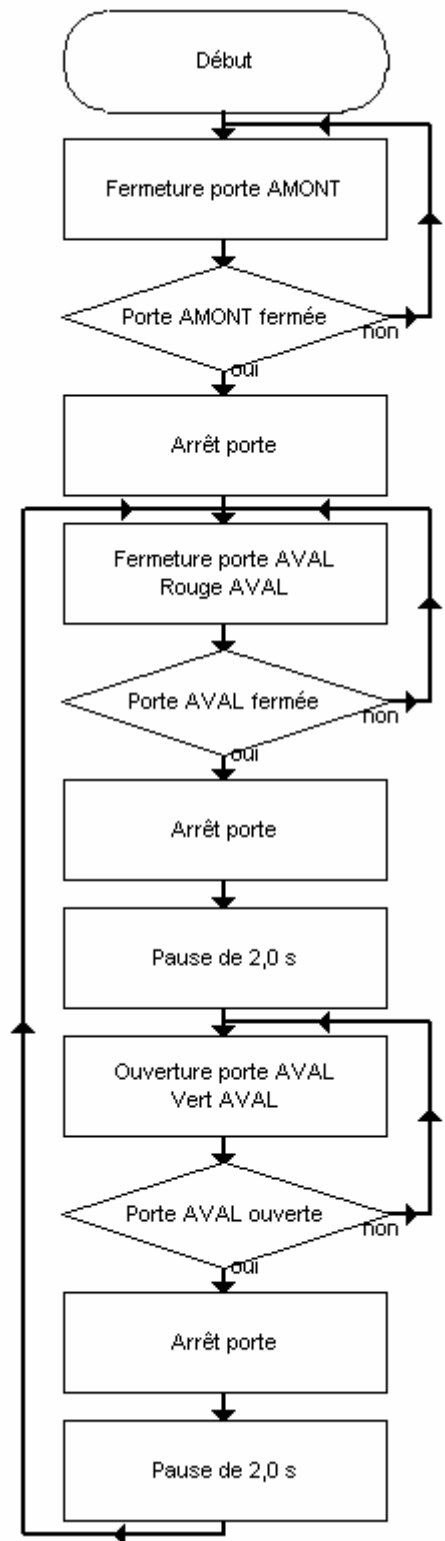 Début
Fermeture porte AMONT
Porte AMONT fermée
non
oui
Arrêt porte
Fermeture porte AVAL
Rouge AVAL
Porte AVAL fermée
non
oui
Arrêt porte
Pause de 2,0 s
Ouverture porte AVAL
Vert AVAL
Porte AVAL ouverte
non
oui
Arrêt porte
Pause de 2,0 s